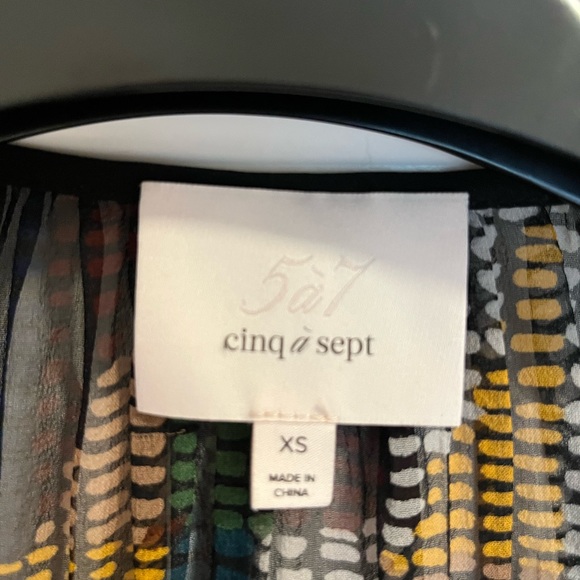 5à7
cinq à sept
XS
MADE IN
CHINA